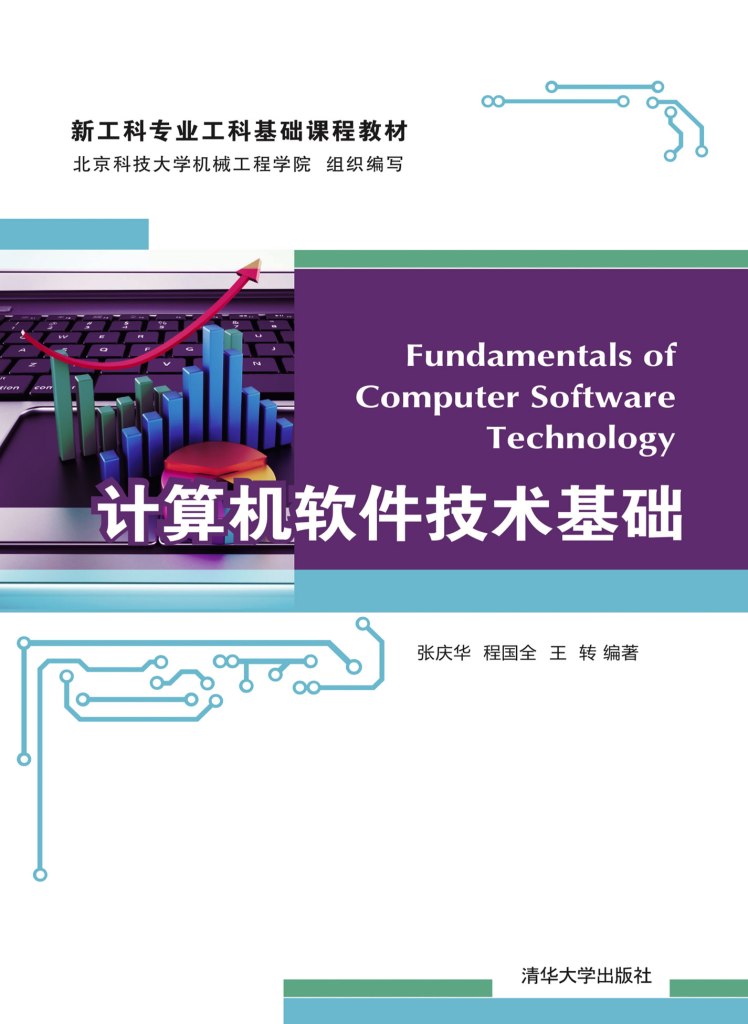 新工科专业工科基础课程教材
北京科技大学机械工程学院 组织编写
Fundamentals of
Computer Software
Technology
计算机软件技术基础
张庆华 程国全 王 转 编著
清华大学出版社